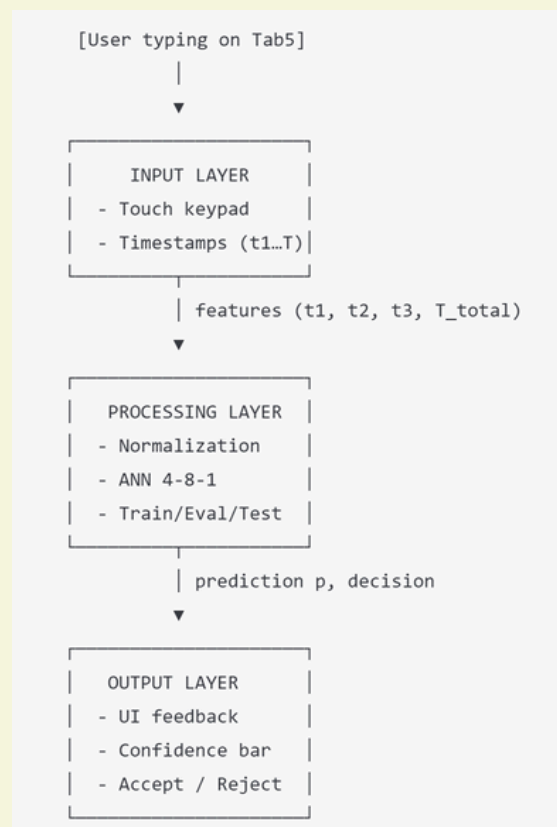 [User typing on Tab5]
INPUT LAYER
- Touch keypad
- Timestamps (t1…T)
features (t1, t2, t3, T_total)
PROCESSING LAYER
- Normalization
- ANN 4-8-1
- Train/Eval/Test
prediction p, decision
OUTPUT LAYER
- UI feedback
- Confidence bar
- Accept / Reject